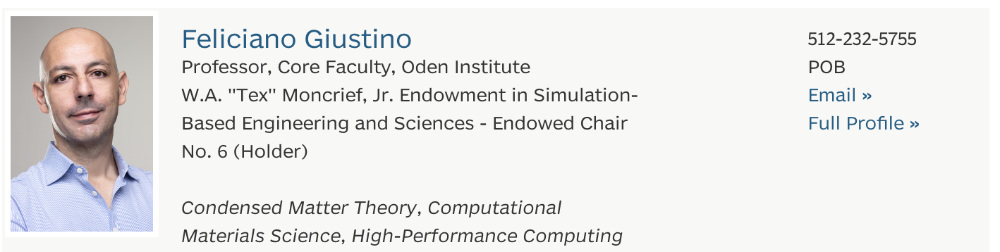 Feliciano Giustino
Professor, Core Faculty, Oden Institute
W.A. "Tex" Moncrief, Jr. Endowment in Simulation-
Based Engineering and Sciences - Endowed Chair
No. 6 (Holder)
Condensed Matter Theory, Computational
Materials Science, High-Performance Computing
512-232-5755
POB
Email »
Full Profile »